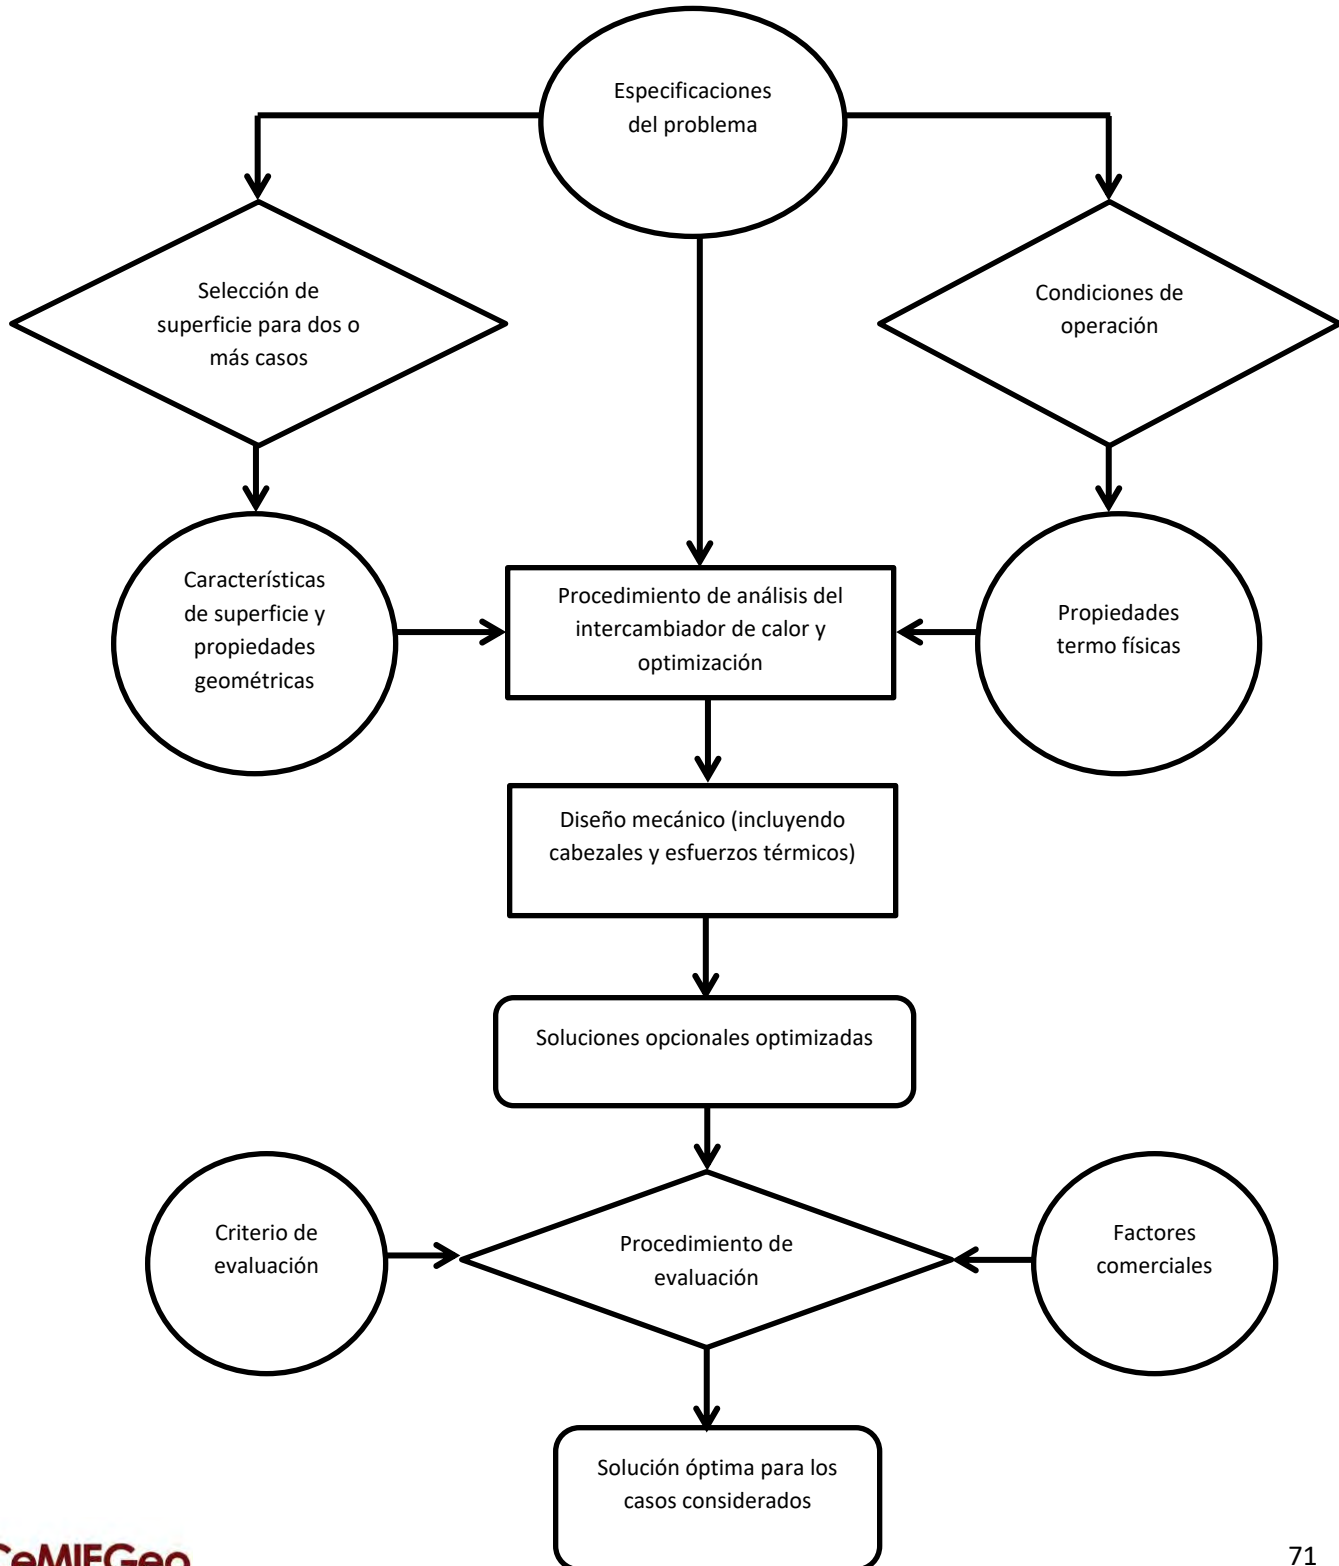 Especificaciones
del problema
Selección de
superficie para dos o
más casos
Condiciones de
operación
Características
de superficie y
propiedades
geométricas
Procedimiento de análisis del
intercambiador de calor y
optimización
Propiedades
termo físicas
Diseño mecánico (incluyendo
cabezales y esfuerzos térmicos)
Soluciones opcionales optimizadas
Criterio de
evaluación
Procedimiento de
evaluación
Factores
comerciales
Solución óptima para los
casos considerados
CeMIEGeo
71